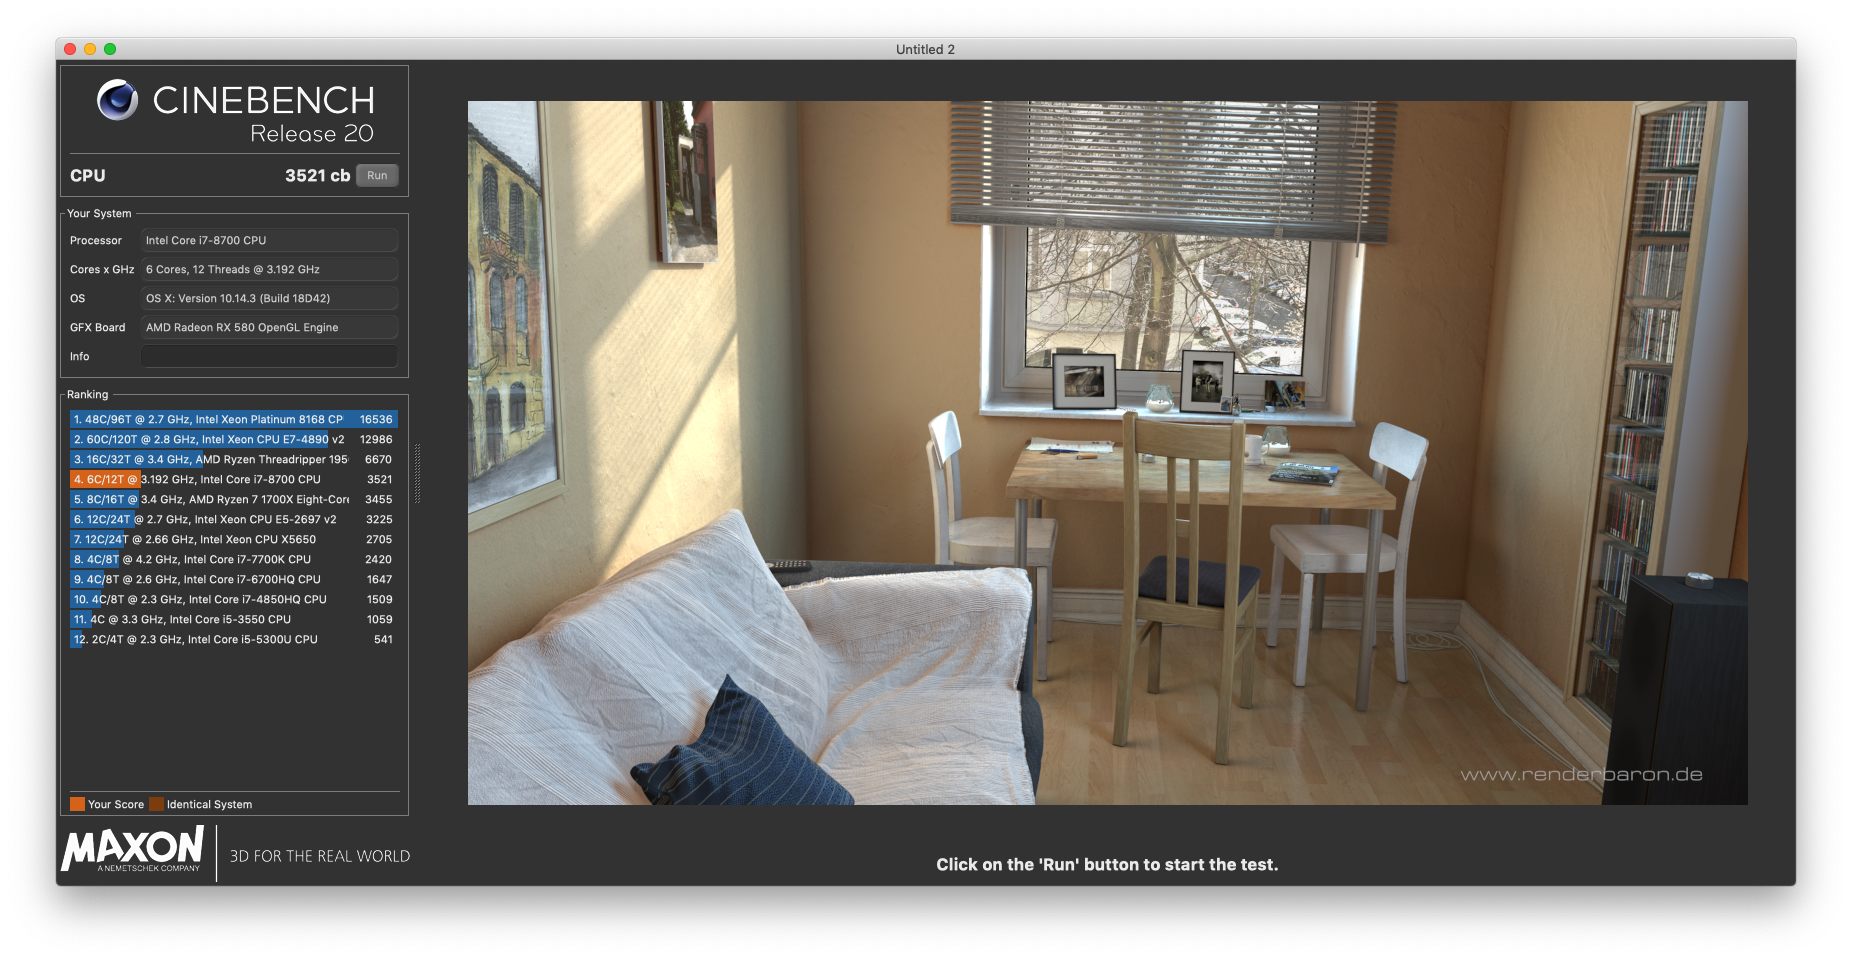 Untitled 2
CINEBENCH
Release 20
CPU 3521 cb Run
Your System
Processor Intel Core i7-8700 CPU
Cores x GHz 6 Cores, 12 Threads @ 3.192 GHz
OS OS X: Version 10.14.3 (Build 18D42)
GFX Board AMD Radeon RX 580 OpenGL Engine
Info
Ranking
1. 48C/96T @ 2.7 GHz, Intel Xeon Platinum 8168 CP 16536
2. 60C/120T @ 2.8 GHz, Intel Xeon CPU E7-4890 v2 12986
3. 16C/32T @ 3.4 GHz, AMD Ryzen Threadripper 195 6670
4. 6C/12T @ 3.192 GHz, Intel Core i7-8700 CPU 3521
5. 8C/16T @ 3.4 GHz, AMD Ryzen 7 1700X Eight-Core 3455
6. 12C/24T @ 2.7 GHz, Intel Xeon CPU E5-2697 v2 3225
7. 12C/24T @ 2.66 GHz, Intel Xeon CPU X5650 2705
8. 4C/8T @ 4.2 GHz, Intel Core i7-7700K CPU 2420
9. 4C/8T @ 2.6 GHz, Intel Core i7-6700HQ CPU 1647
10. 4C/8T @ 2.3 GHz, Intel Core i7-4850HQ CPU 1509
11. 4C @ 3.3 GHz, Intel Core i5-3550 CPU 1059
12. 2C/4T @ 2.3 GHz, Intel Core i5-5300U CPU 541
Your Score Identical System
MAXON
A NEMETSCHEK COMPANY
3D FOR THE REAL WORLD
www.renderbaron.de
Click on the 'Run' button to start the test.